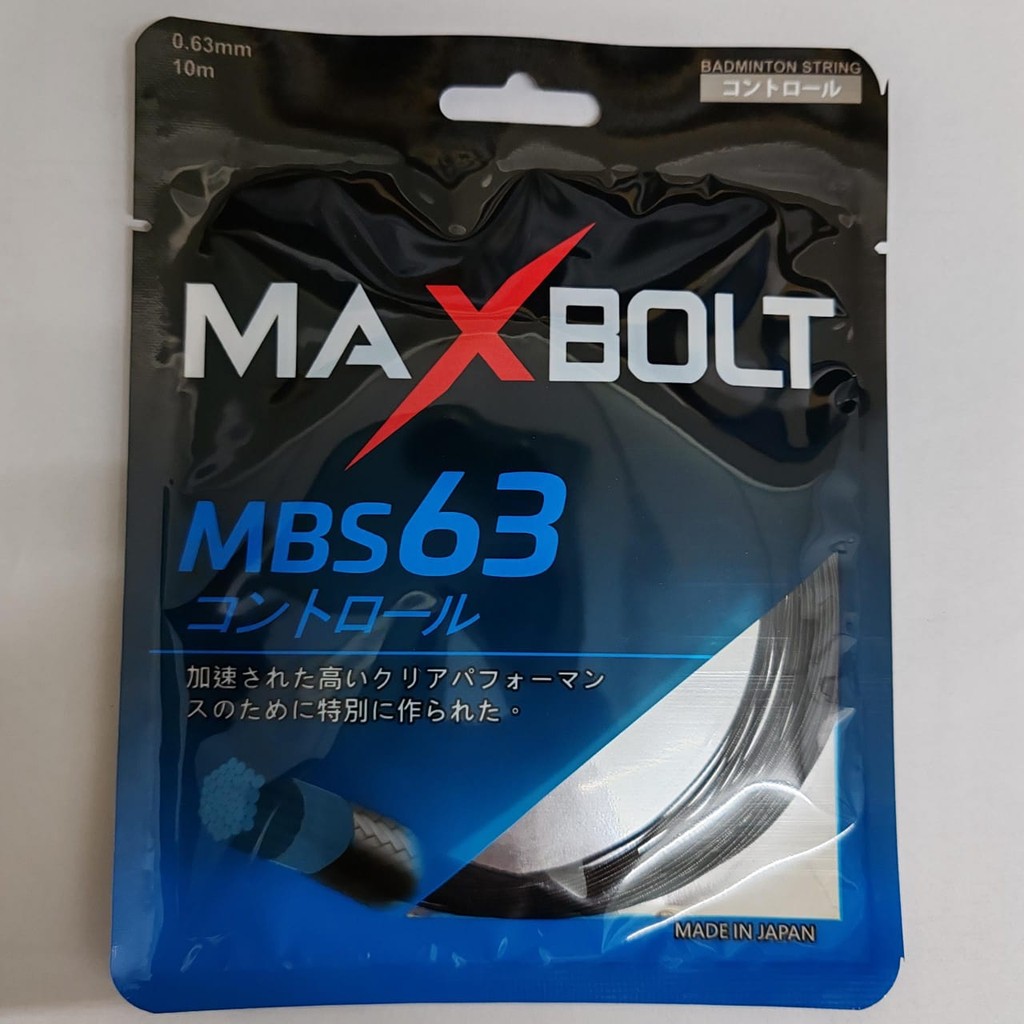 0.63mm
10m
BADMINTON STRING
コントロール
MAXBOLT
MBS63
コントロール
加速された高いクリアパフォーマン
スのために特別に作られた。
MADE IN JAPAN